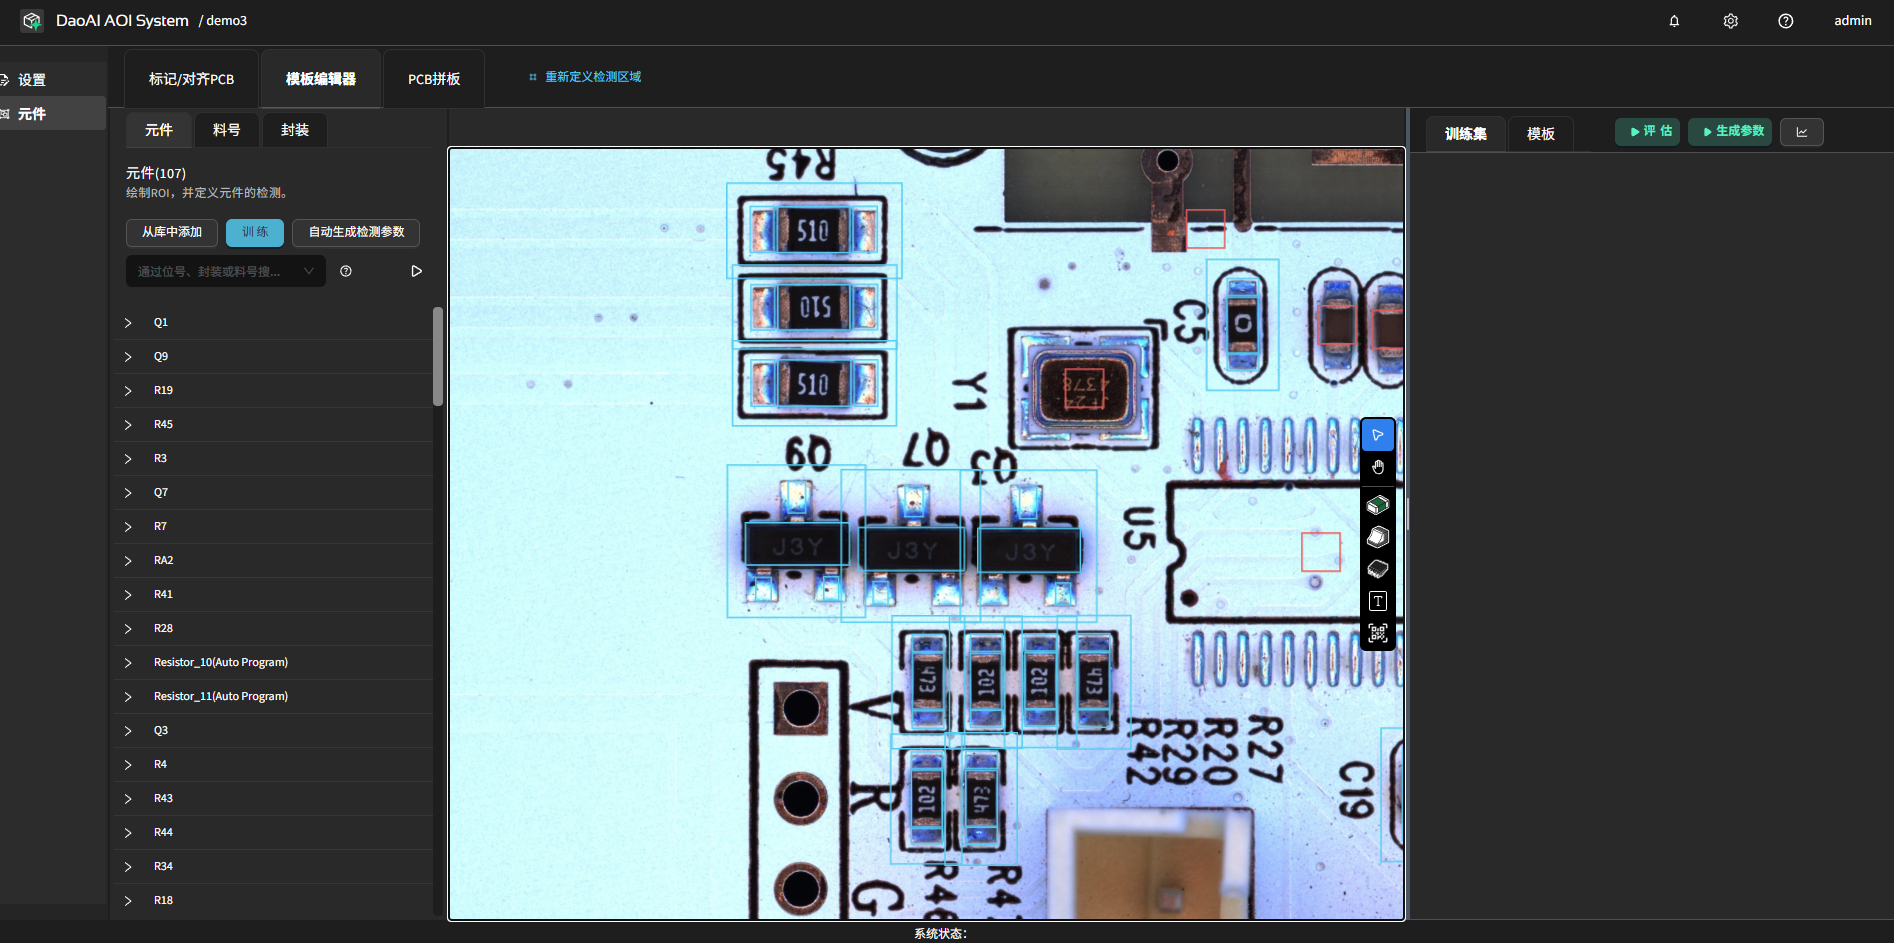 DaoAI AOI System / demo3
admin
设置
元件
标记/对齐PCB
模板编辑器
PCB拼板
重新定义检测区域
元件
料号
封装
元件(107)
绘制ROI，并定义元件的检测。
从库中添加
训 练
自动生成检测参数
通过位号、封装或料号搜...
Q1
Q9
R19
R45
R3
Q7
R7
RA2
R41
R28
Resistor_10(Auto Program)
Resistor_11(Auto Program)
Q3
R4
R43
R44
R34
R18
R45
510
510
510
C5
0
Y1
4378
Q9
Q7
Q3
J3Y
J3Y
J3Y
U5
T
473
102
102
473
V
R42
R29
R20
R27
102
473
R
C19
R46
G
训练集
模板
评 估
生成参数
系统状态: